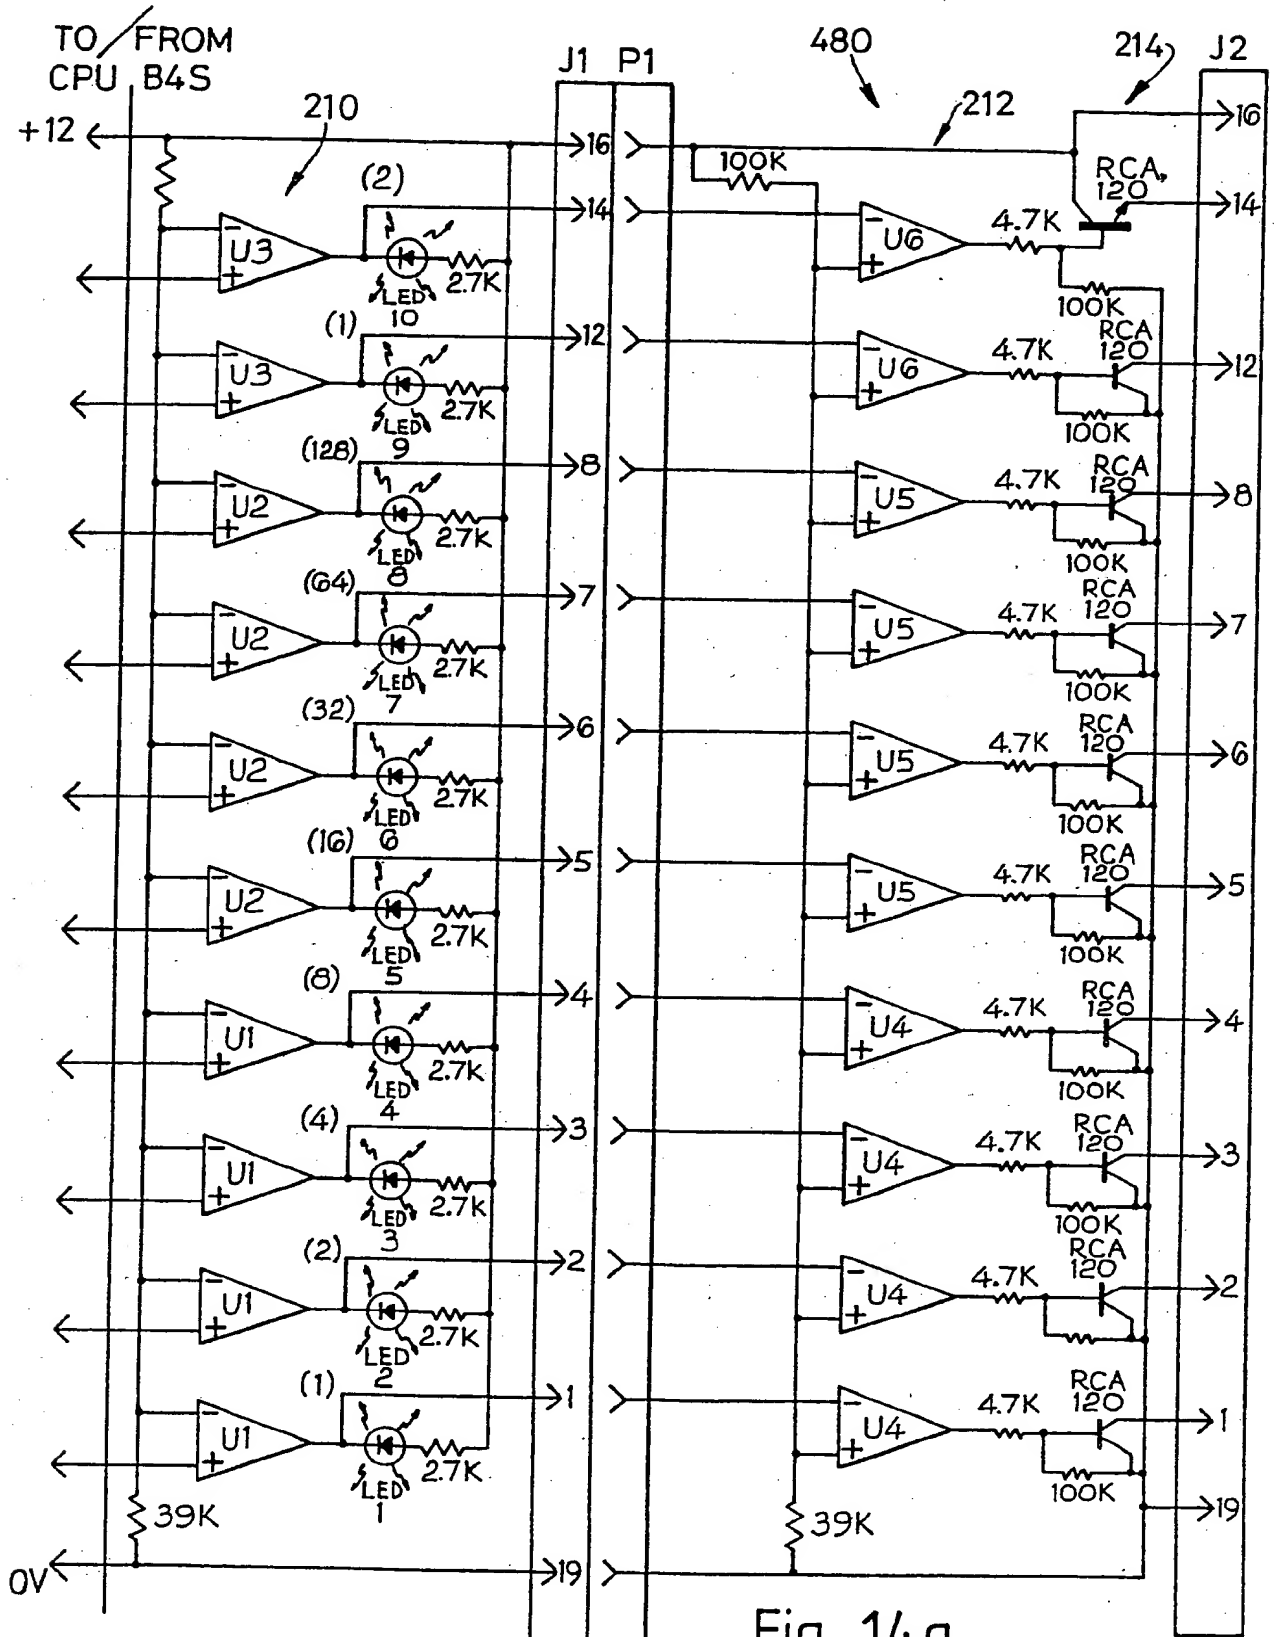 TO/FROM
CPU B4S
J1 P1
480
214
J2
210
212
+12
16
100K
16
RCA
120
(2)
14
14
U3
- +
LED
10
2.7K
U6
- +
4.7K
100K
(1)
12
RCA
120
12
U3
- +
LED
9
2.7K
U6
- +
4.7K
100K
(128)
8
RCA
120
8
U2
- +
LED
8
2.7K
U5
- +
4.7K
100K
(64)
7
RCA
120
7
U2
- +
LED
7
2.7K
U5
- +
4.7K
100K
(32)
6
RCA
120
6
U2
- +
LED
6
2.7K
U5
- +
4.7K
100K
(16)
5
RCA
120
5
U2
- +
LED
5
2.7K
U5
- +
4.7K
100K
(8)
4
RCA
120
4
U1
- +
LED
4
2.7K
U4
- +
4.7K
100K
(4)
3
RCA
120
3
U1
- +
LED
3
2.7K
U4
- +
4.7K
100K
(2)
2
RCA
120
2
U1
- +
LED
2
2.7K
U4
- +
4.7K
(1)
1
RCA
120
1
U1
- +
LED
1
2.7K
U4
- +
4.7K
100K
39K
39K
19
0V
19
Fig. 14a